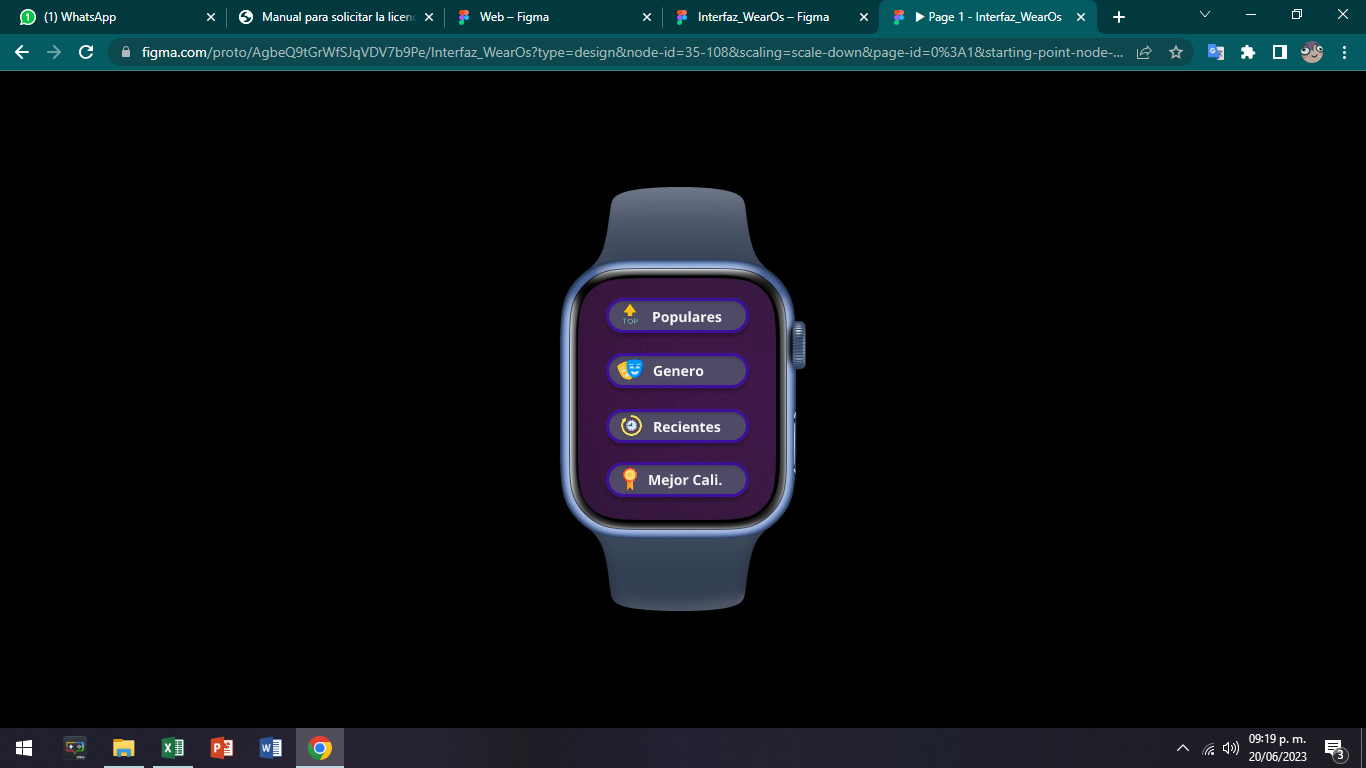 (1) WhatsApp
Manual para solicitar la licenc
Web – Figma
Interfaz_WearOs – Figma
Page 1 - Interfaz_WearOs
figma.com/proto/AgbeQ9tGrWfSJqVDV7b9Pe/Interfaz_WearOs?type=design&node-id=35-108&scaling=scale-down&page-id=0%3A1&starting-point-node-...
TOP
Populares
Genero
Recientes
Mejor Cali.
09:19 p. m.
20/06/2023
3